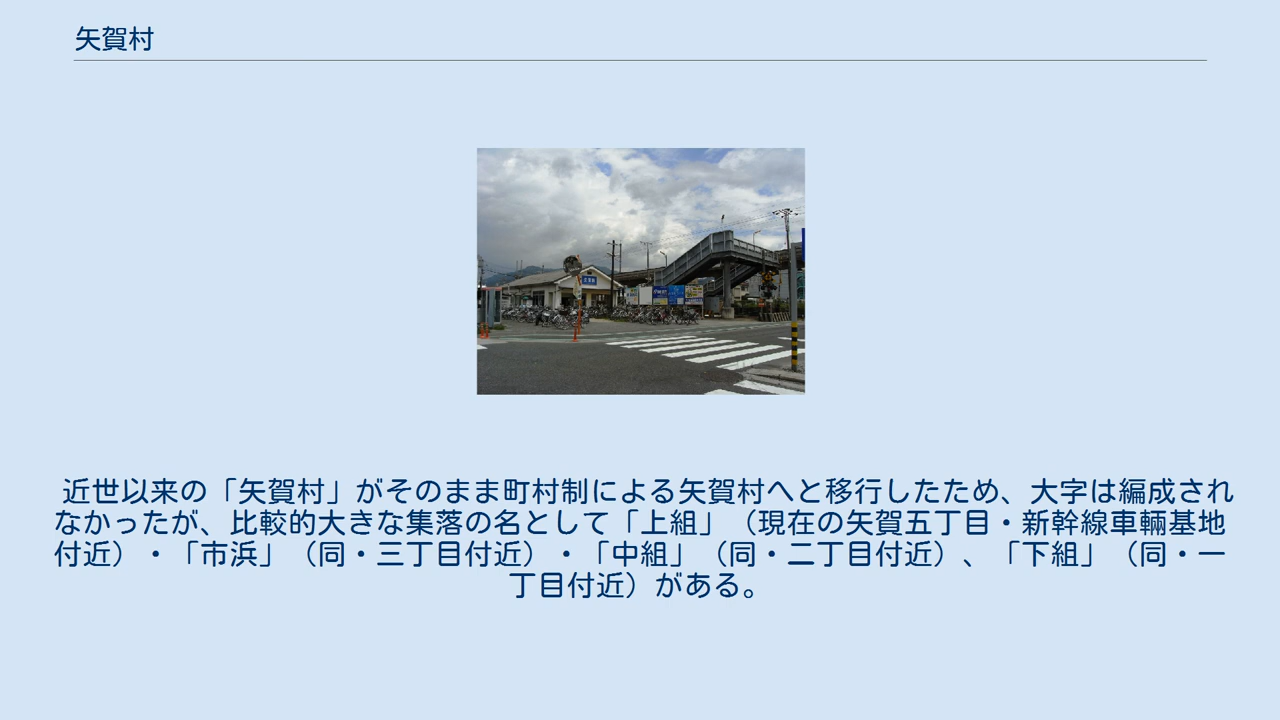 矢賀村
近世以来の「矢賀村」がそのまま町村制による矢賀村へと移行したため、大字は編成され
なかったが、比較的大きな集落の名として「上組」（現在の矢賀五丁目・新幹線車輛基地
付近）・「市浜」（同・三丁目付近）・「中組」（同・二丁目付近）、「下組」（同・一
丁目付近）がある。